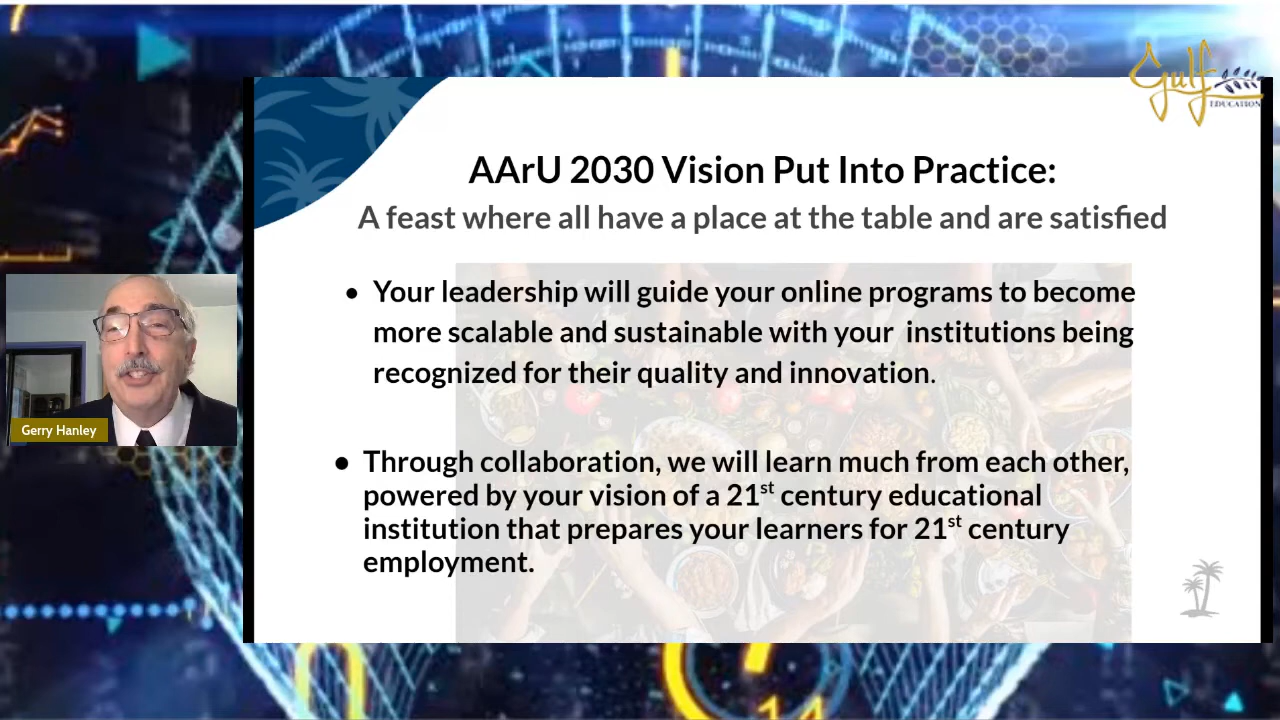 Gulf
EDUCATION
AArU 2030 Vision Put Into Practice:
A feast where all have a place at the table and are satisfied
• Your leadership will guide your online programs to become
more scalable and sustainable with your  institutions being
recognized for their quality and innovation.
• Through collaboration, we will learn much from each other,
powered by your vision of a 21st century educational
institution that prepares your learners for 21st century
employment.
Gerry Hanley
14